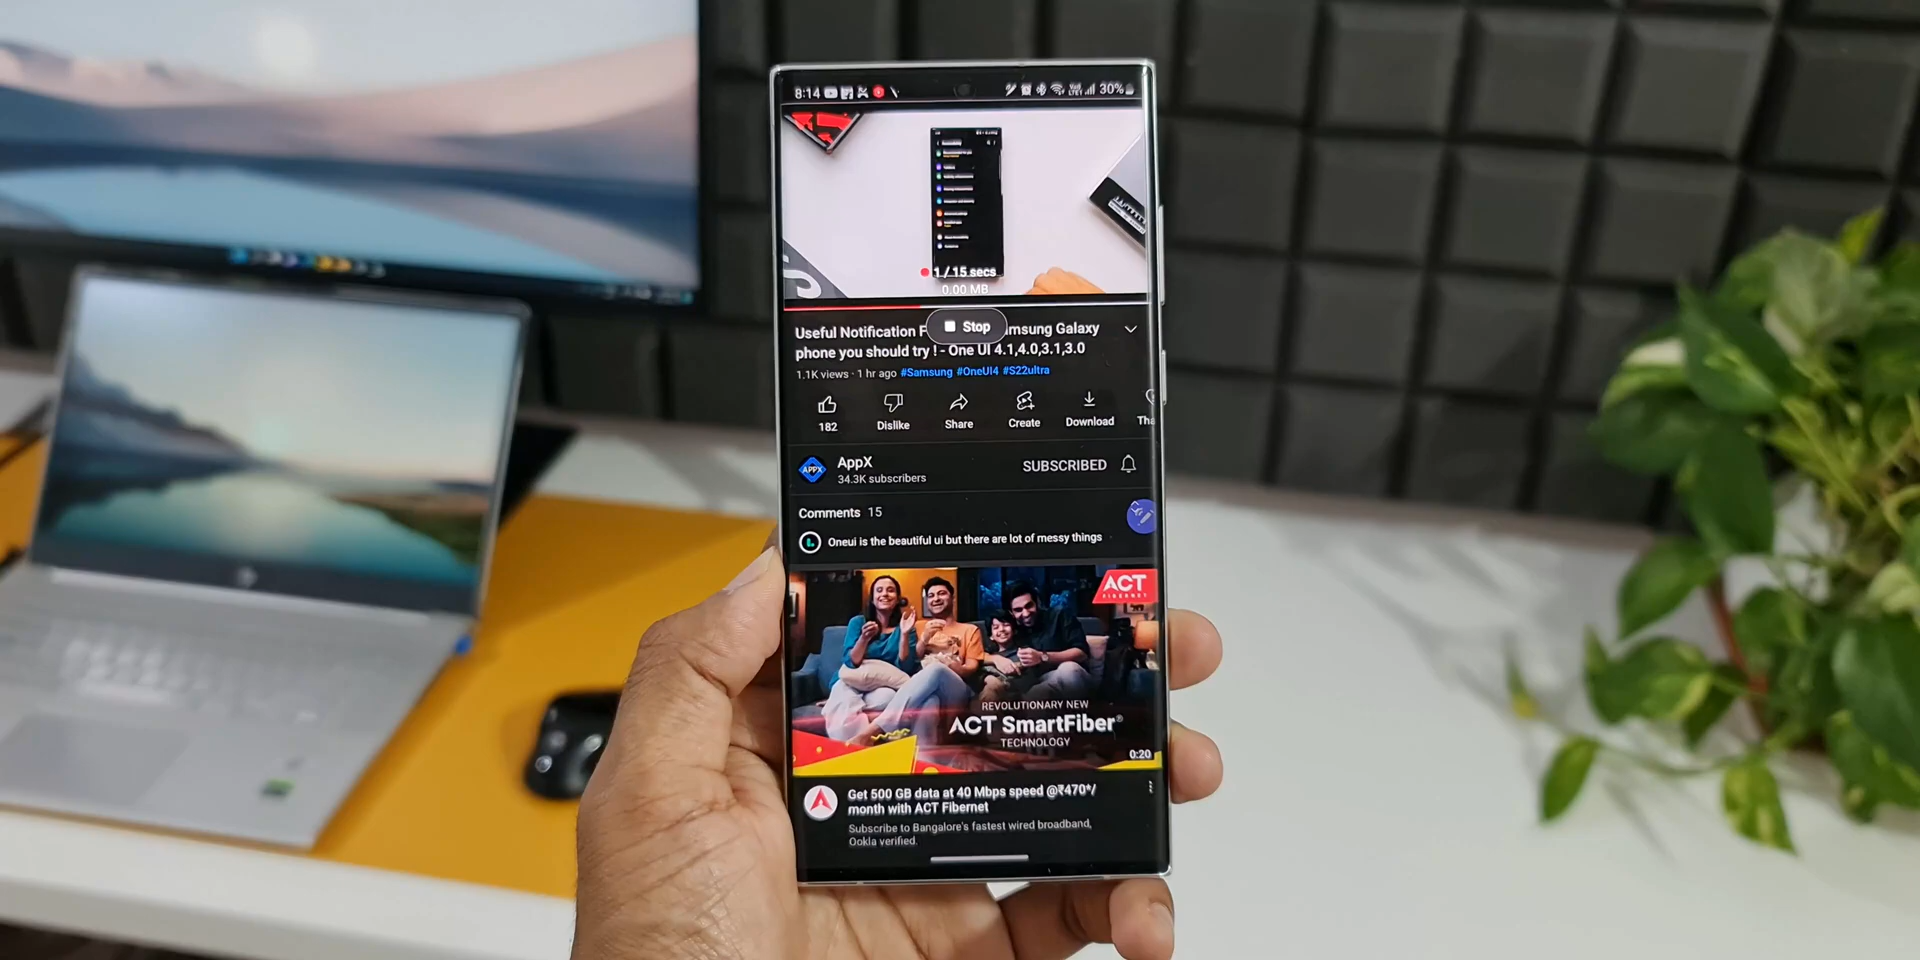 8:14
30%
1 / 15 secs
0.00 MB
Stop
Useful Notification F
msung Galaxy
phone you should try ! - One UI 4.1,4.0,3.1,3.0
1.1K views · 1 hr ago #Samsung #OneUI4 #S22ultra
182
Dislike
Share
Create
Download
Tha
APPX
AppX
34.3K subscribers
SUBSCRIBED
Comments 15
Oneui is the beautiful ui but there are lot of messy things
ACT
FIBERNET
REVOLUTIONARY NEW
ACT SmartFiber®
TECHNOLOGY
0:20
Get 500 GB data at 40 Mbps speed @₹470*/
month with ACT Fibernet
Subscribe to Bangalore's fastest wired broadband,
Ookla verified.